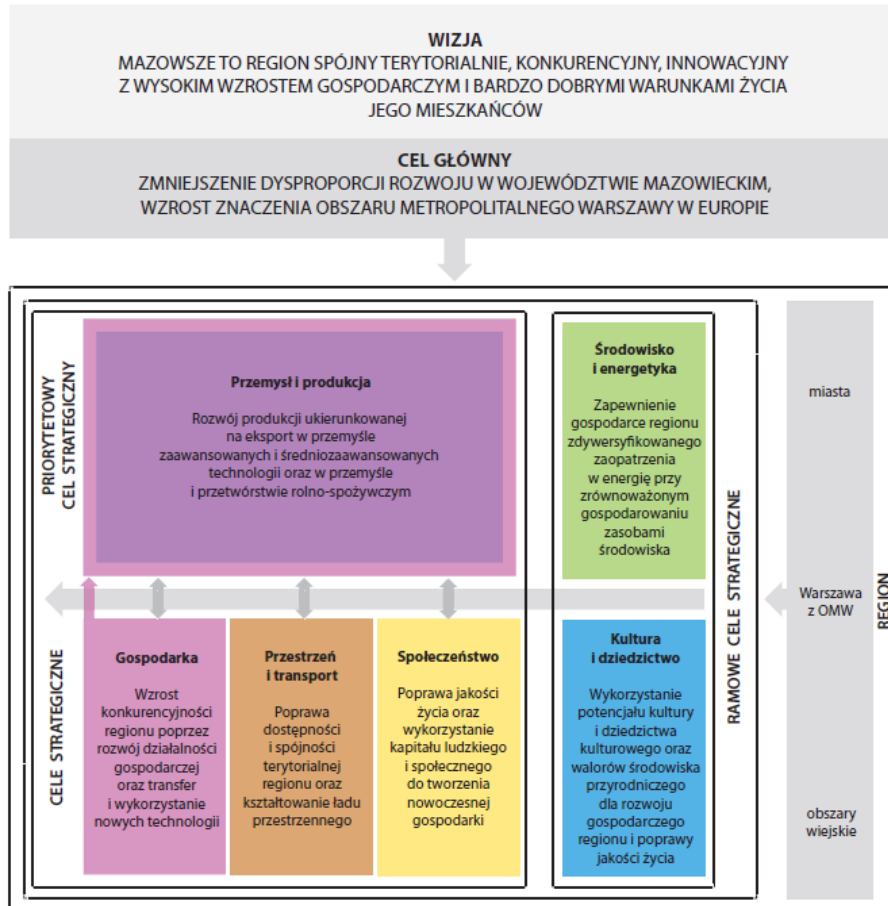 WIZJA
MAZOWSZE TO REGION SPÓJNY TERYTORIALNIE, KONKURENCYJNY, INNOWACYJNY
Z WYSOKIM WZROSTEM GOSPODARCZYM I BARDZO DOBRYMI WARUNKAMI ŻYCIA
JEGO MIESZKAŃCÓW
CEL GŁÓWNY
ZMNIEJSZENIE DYSPROPORCJI ROZWOJU W WOJEWÓDZTWIE MAZOWIECKIM,
WZROST ZNACZENIA OBSZARU METROPOLITALNEGO WARSZAWY W EUROPIE
PRIORYTETOWY
CEL STRATEGICZNY
Przemysł i produkcja
Rozwój produkcji ukierunkowanej
na eksport w przemyśle
zaawansowanych i średniozaawansowanych
technologii oraz w przemyśle
i przetwórstwie rolno-spożywczym
Środowisko
i energetyka
Zapewnienie
gospodarce regionu
zdywersyfikowanego
zaopatrzenia
w energię przy
zrównoważonym
gospodarowaniu
zasobami
środowiska
CELE STRATEGICZNE
Gospodarka
Wzrost
konkurencyjności
regionu poprzez
rozwój działalności
gospodarczej
oraz transfer
i wykorzystanie
nowych technologii
Przestrzeń
i transport
Poprawa
dostępności
i spójności
terytorialnej
regionu oraz
kształtowanie ładu
przestrzennego
Społeczeństwo
Poprawa jakości
życia oraz
wykorzystanie
kapitału ludzkiego
i społecznego
do tworzenia
nowoczesnej
gospodarki
Kultura
i dziedzictwo
Wykorzystanie
potencjału kultury
i dziedzictwa
kulturowego oraz
walorów środowiska
przyrodniczego
dla rozwoju
gospodarczego
regionu i poprawy
jakości życia
RAMOWE CELE STRATEGICZNE
miasta
Warszawa
z OMW
obszary
wiejskie
REGION